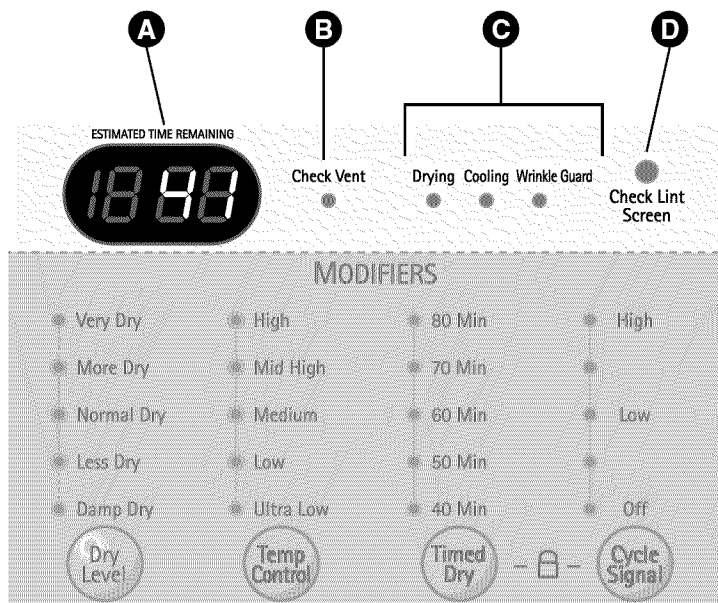 A B C D
ESTIMATED TIME REMAINING
41
Check Vent
Drying Cooling Wrinkle Guard
Check Lint
Screen
MODIFIERS
Very Dry High 80 Min High
More Dry Mid High 70 Min
Normal Dry Medium 60 Min Low
Less Dry Low 50 Min
Damp Dry Ultra Low 40 Min Off
Dry
Level
Temp
Control
Timed
Dry
Cycle
Signal